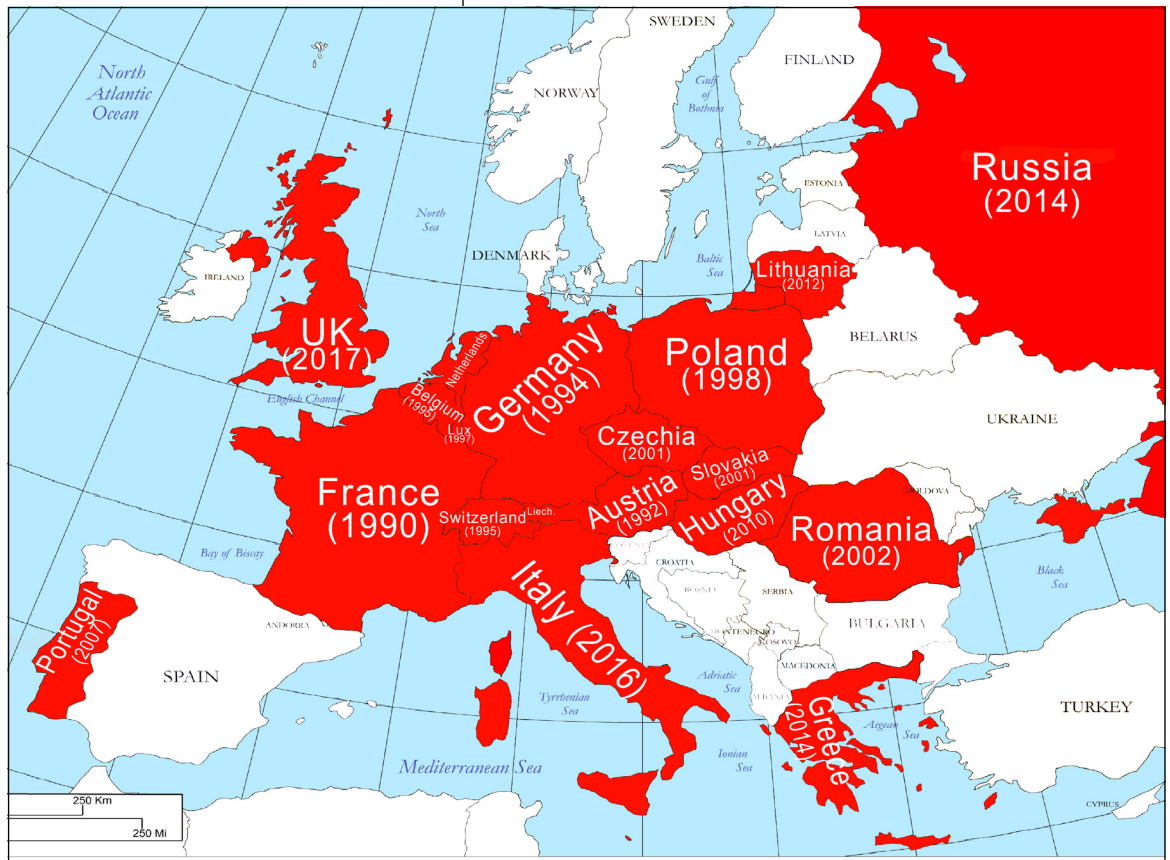 SWEDEN
FINLAND
North
Atlantic
Ocean
Gulf
of
Bothnia
NORWAY
Russia
(2014)
ESTONIA
North
Sea
LATVIA
DENMARK
Baltic
Sea
Lithuania
(2012)
IRELAND
UK
(2017)
Netherlands
Germany
(1994)
Poland
(1998)
BELARUS
English Channel
Belgium
(1995)
Lux
(1997)
UKRAINE
Czechia
(2001)
Slovakia
(2001)
France
(1990)
Switzerland
(1995)
Liech.
Austria
(1992)
Hungary
(2010)
MOLDOVA
Romania
(2002)
Bay of Biscay
SLOVENIA
CROATIA
Black
Sea
Italy (2016)
BOSNIA
SERBIA
Portugal
(2007)
ANDORRA
MONTENEGRO
KOSOVO
BULGARIA
SPAIN
MACEDONIA
Adriatic
Sea
ALBANIA
Tyrrhenian
Sea
Greece
(2014)
Aegean
Sea
TURKEY
Ionian
Sea
Mediterranean Sea
250 Km
250 Mi
CYPRUS